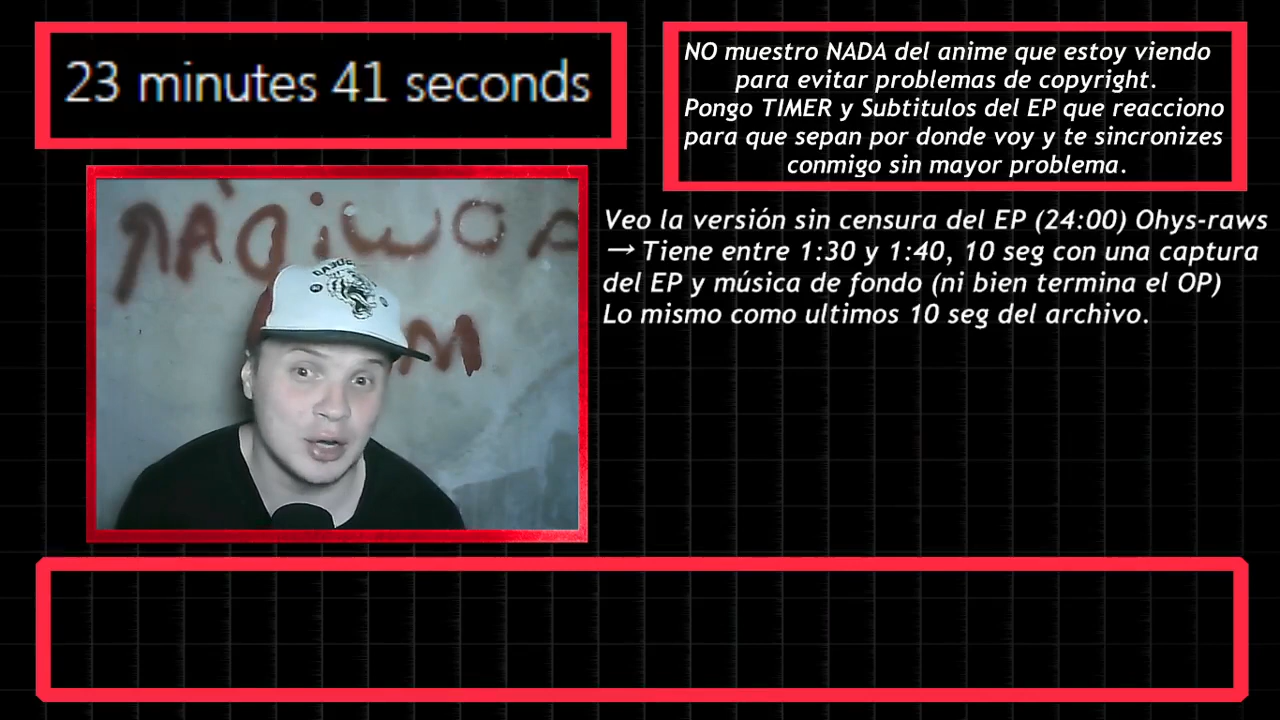 23 minutes 41 seconds
NO muestro NADA del anime que estoy viendo
para evitar problemas de copyright.
Pongo TIMER y Subtitulos del EP que reacciono
para que sepan por donde voy y te sincronizes
conmigo sin mayor problema.
Veo la versión sin censura del EP (24:00) Ohys-raws
→ Tiene entre 1:30 y 1:40, 10 seg con una captura
del EP y música de fondo (ni bien termina el OP)
Lo mismo como ultimos 10 seg del archivo.